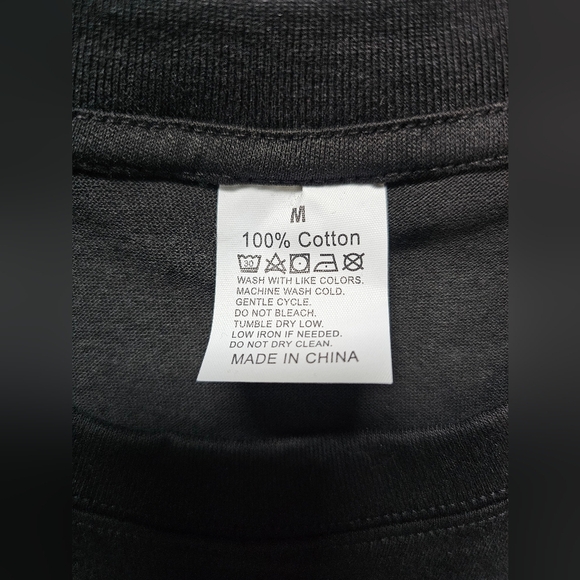 M
100% Cotton
30
WASH WITH LIKE COLORS.
MACHINE WASH COLD.
GENTLE CYCLE.
DO NOT BLEACH.
TUMBLE DRY LOW.
LOW IRON IF NEEDED.
DO NOT DRY CLEAN.
MADE IN CHINA